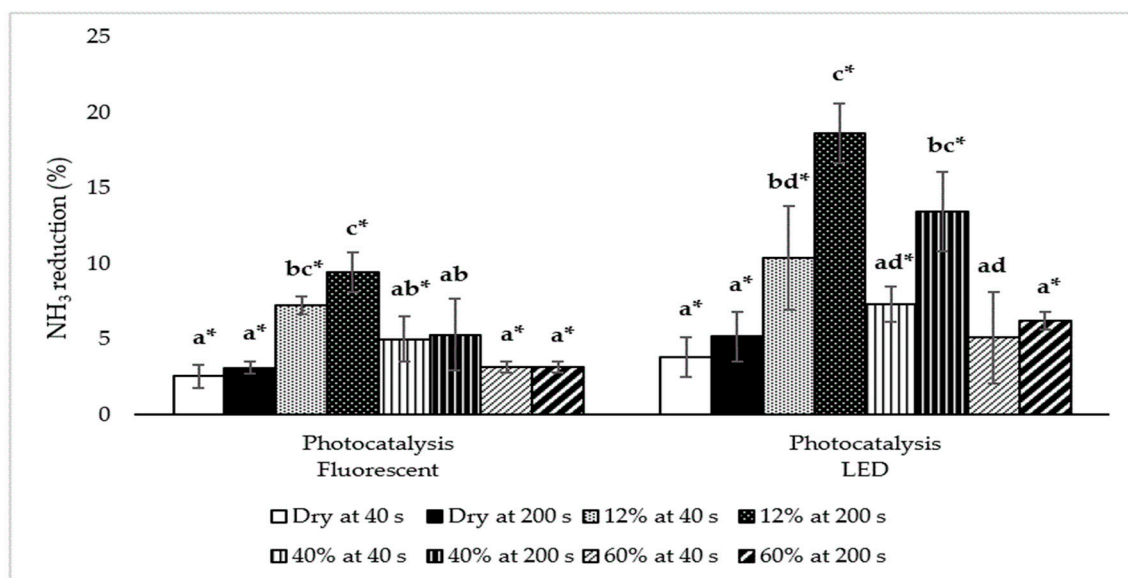 25
20
15
10
5
0
NH₃ reduction (%)
a*
a*
bc*
c*
ab*
ab
a*
a*
a*
a*
bd*
c*
ad*
bc*
ad
a*
Photocatalysis
Fluorescent
Photocatalysis
LED
Dry at 40 s
Dry at 200 s
12% at 40 s
12% at 200 s
40% at 40 s
40% at 200 s
60% at 40 s
60% at 200 s